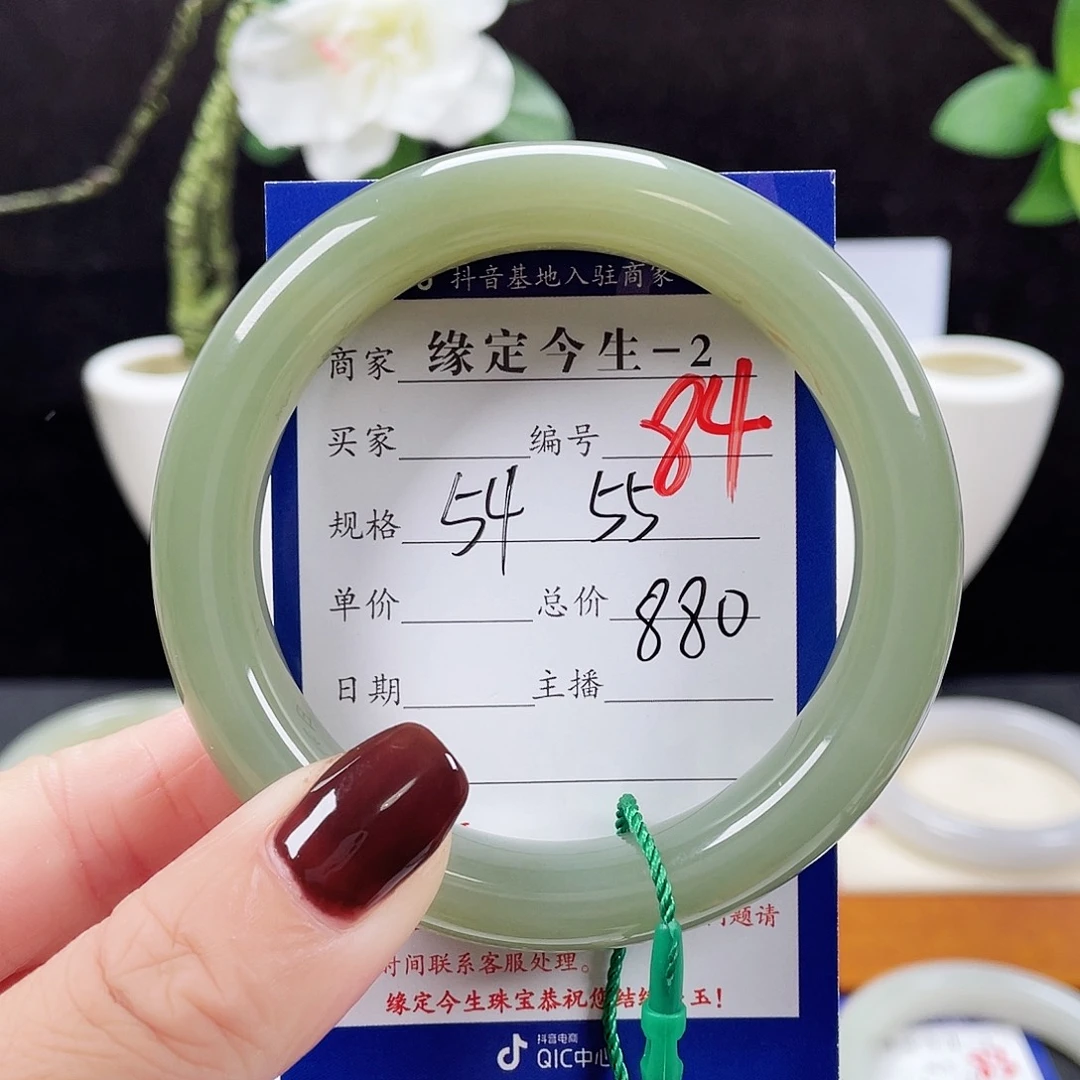 抖音基地入驻商家
商家 缘定今生-2
买家 编号 84
规格 54 55
单价 总价 880
日期 主播
题请
时间联系客服处理。
缘定今生珠宝恭祝您结缘玉!
抖音电商
QIC中心